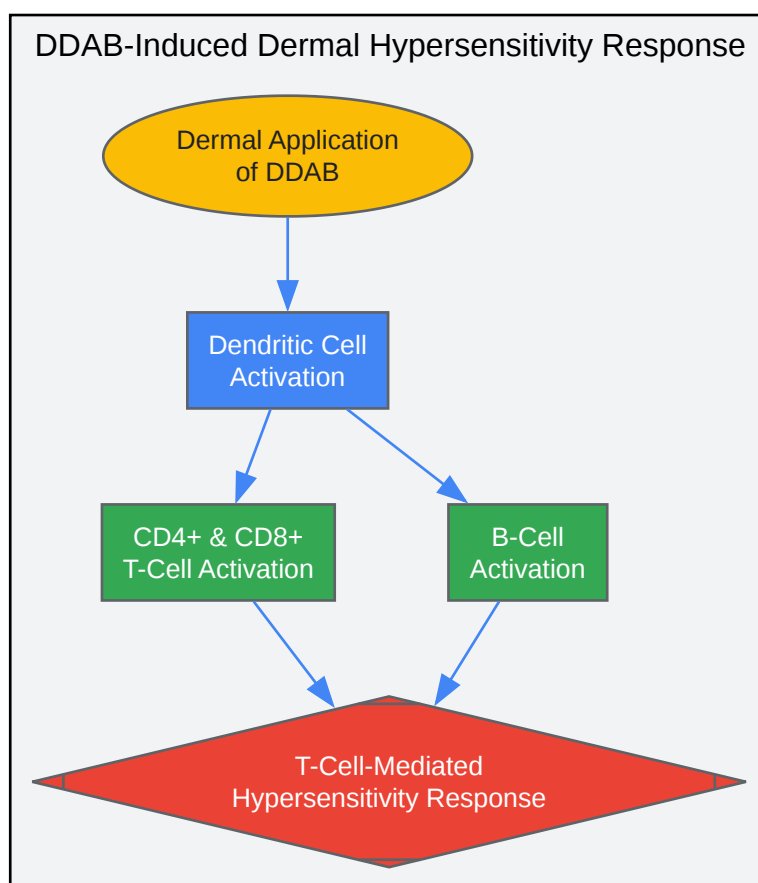 DDAB-Induced Dermal Hypersensitivity Response
Dermal Application
of DDAB
Dendritic Cell
Activation
CD4+ & CD8+
T-Cell Activation
B-Cell
Activation
T-Cell-Mediated
Hypersensitivity Response